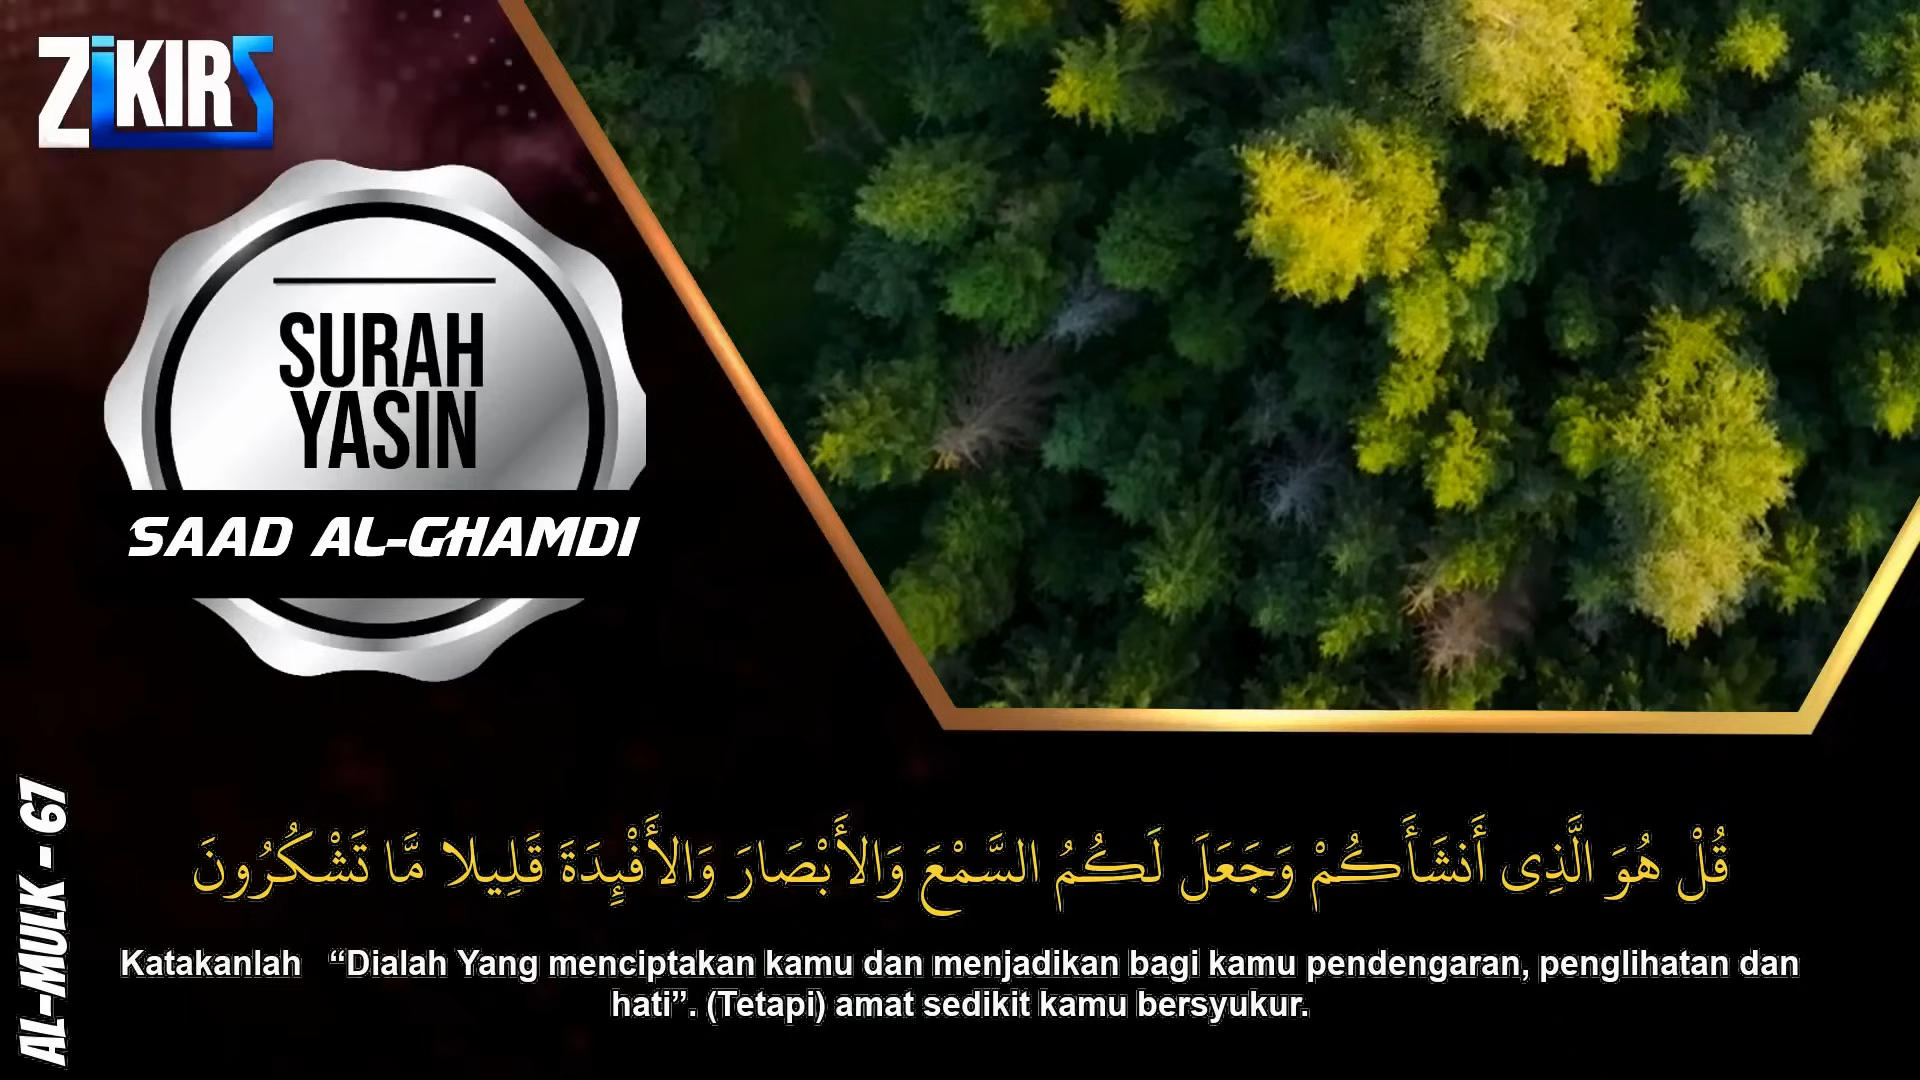 ZIKIRS
SURAH
YASIN
SAAD AL-GHAMDI
AL-MULK - 67
قُلْ هُوَ الَّذِى أَنشَأَكُمْ وَجَعَلَ لَكُمُ السَّمْعَ وَالأَبْصَارَ وَالأَفْئِدَةَ قَلِيلا مَّا تَشْكُرُونَ
Katakanlah “Dialah Yang menciptakan kamu dan menjadikan bagi kamu pendengaran, penglihatan dan
hati”. (Tetapi) amat sedikit kamu bersyukur.